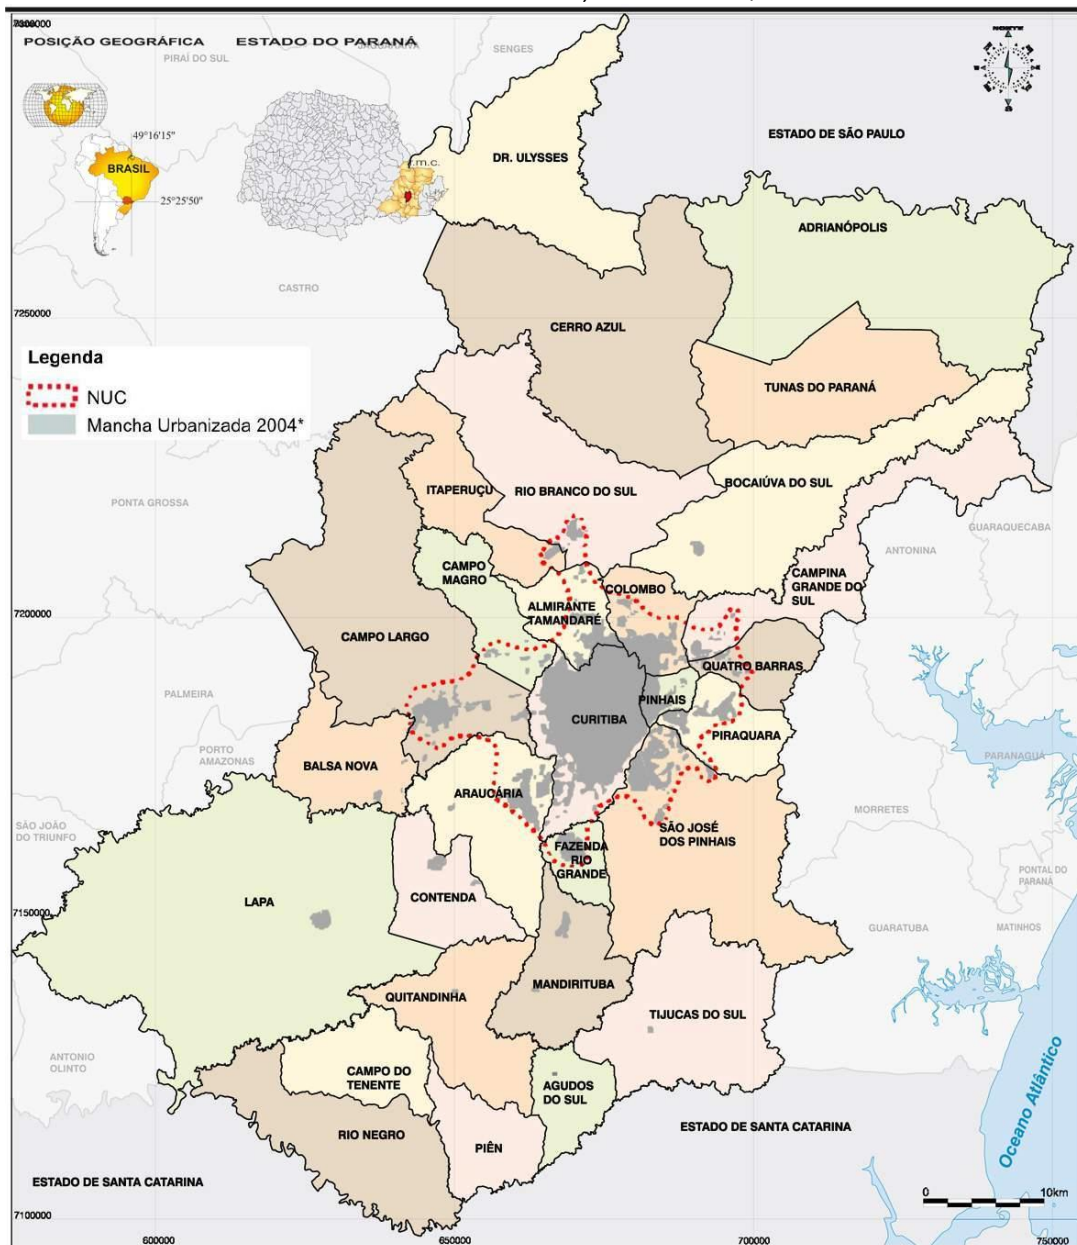 7300000
POSIÇÃO GEOGRÁFICA
ESTADO DO PARANÁ
PIRAÍ DO SUL
SENGES
NORTE
49°16'15"
BRASIL
25°25'50"
r.m.c.
DR. ULYSSES
ESTADO DE SÃO PAULO
ADRIANÓPOLIS
CASTRO
7250000
CERRO AZUL
Legenda
NUC
Mancha Urbanizada 2004*
TUNAS DO PARANÁ
ITAPERUÇU
RIO BRANCO DO SUL
BOCAIÚVA DO SUL
PONTA GROSSA
GUARAQUECABA
ANTONINA
CAMPO
MAGRO
COLOMBO
CAMPINA
GRANDE DO
SUL
ALMIRANTE
TAMANDARÉ
7200000
CAMPO LARGO
QUATRO BARRAS
PALMEIRA
PINHAIS
CURITIBA
PIRAQUARA
PORTO
AMAZONAS
BALSA NOVA
PARANAGUÁ
ARAUCÁRIA
MORRETES
SÃO JOÃO
DO TRIUNFO
SÃO JOSÉ
DOS PINHAIS
FAZENDA
RIO
GRANDE
PONTAL DO
PARANÁ
LAPA
CONTENDA
7150000
GUARATUBA
MATINHOS
MANDIRITUBA
QUITANDINHA
TIJUCAS DO SUL
ANTONIO
OLINTO
CAMPO DO
TENENTE
AGUDOS
DO SUL
Oceano Atlântico
RIO NEGRO
PIÊN
ESTADO DE SANTA CATARINA
ESTADO DE SANTA CATARINA
0
10km
7100000
600000
650000
700000
750000